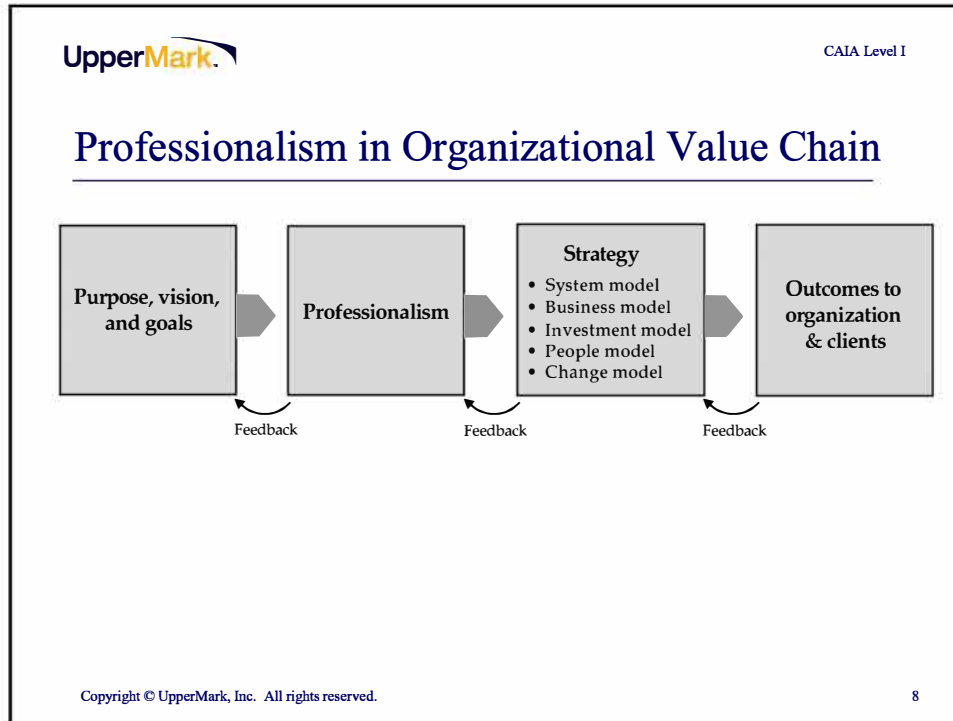 UpperMark.
CAIA Level I
Professionalism in Organizational Value Chain
Purpose, vision,
and goals
Professionalism
Strategy
• System model
• Business model
• Investment model
• People model
• Change model
Outcomes to
organization
& clients
Feedback
Feedback
Feedback
Copyright © UpperMark, Inc. All rights reserved.
8